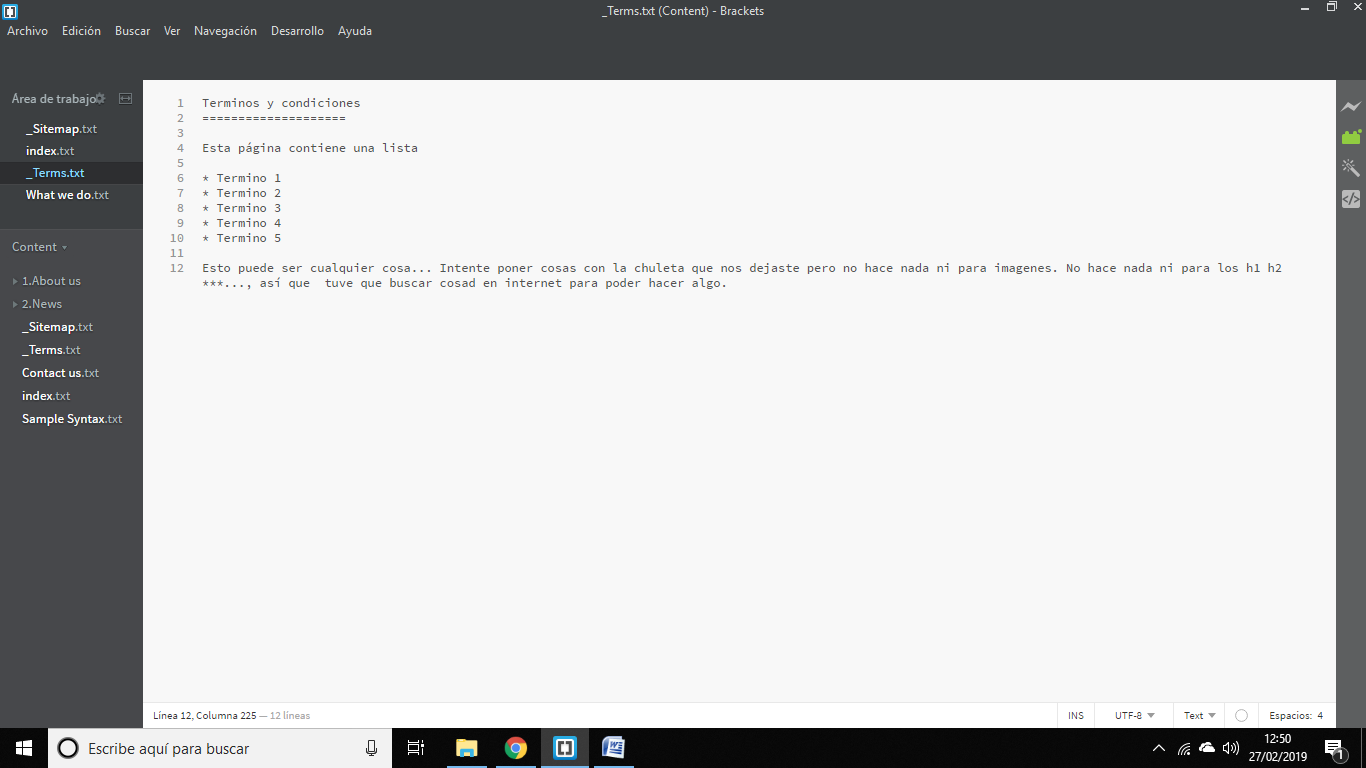 _Terms.txt (Content) - Brackets
Archivo Edición Buscar Ver Navegación Desarrollo Ayuda
Área de trabajo
_Sitemap.txt
index.txt
_Terms.txt
What we do.txt
Content
1.About us
2.News
_Sitemap.txt
_Terms.txt
Contact us.txt
index.txt
Sample Syntax.txt
1 Terminos y condiciones
2 ====================
3
4 Esta página contiene una lista
5
6 * Termino 1
7 * Termino 2
8 * Termino 3
9 * Termino 4
10 * Termino 5
11
12 Esto puede ser cualquier cosa... Intente poner cosas con la chuleta que nos dejaste pero no hace nada ni para imagenes. No hace nada ni para los h1 h2
***..., así que  tuve que buscar cosad en internet para poder hacer algo.
Línea 12, Columna 225 — 12 líneas
INS UTF-8 Text Espacios: 4
Escribe aquí para buscar
12:50
27/02/2019
1